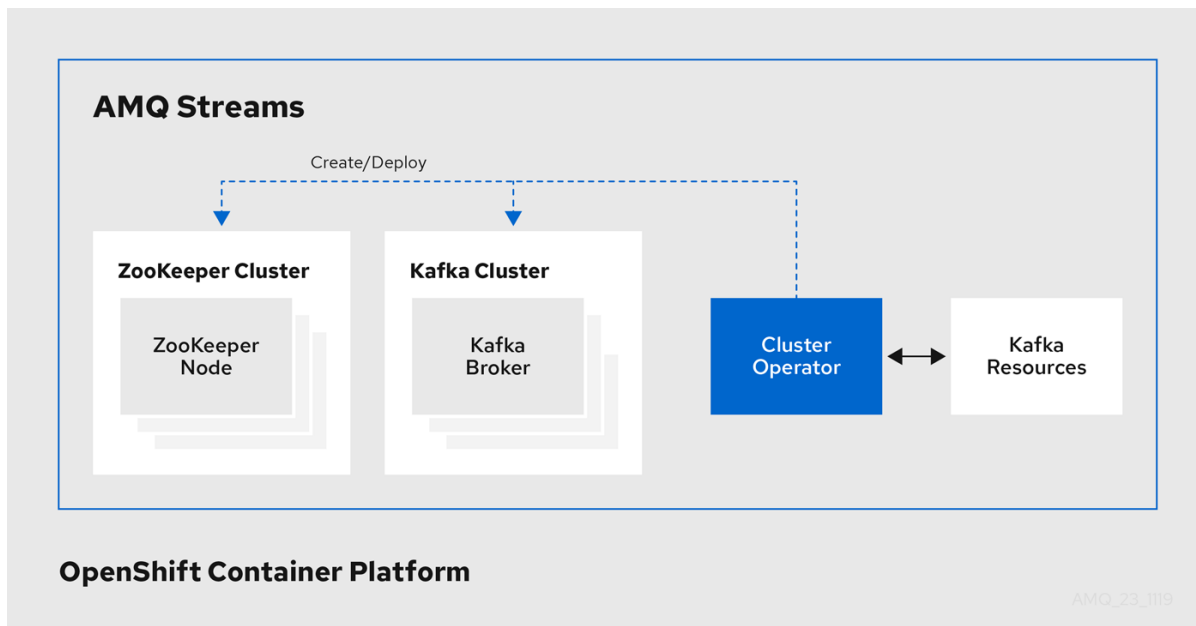 AMQ Streams
Create/Deploy
ZooKeeper Cluster
ZooKeeper
Node
Kafka Cluster
Kafka
Broker
Cluster
Operator
Kafka
Resources
OpenShift Container Platform
AMQ_23_1119